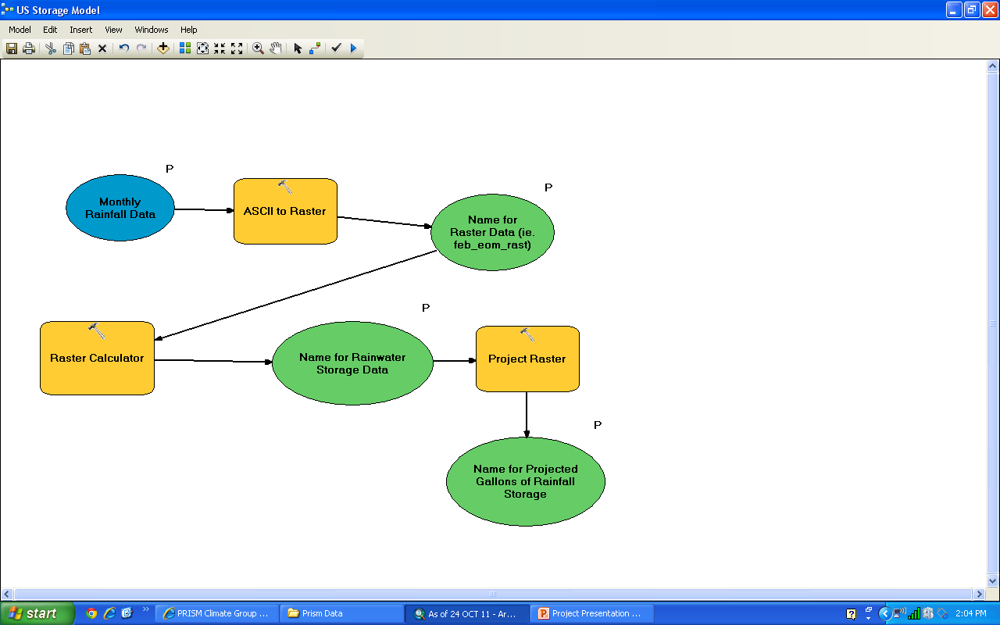 US Storage Model
Model Edit Insert View Windows Help
P
Monthly
Rainfall Data
ASCII to Raster
P
Name for
Raster Data (ie.
feb_eom_rast)
Raster Calculator
P
Name for Rainwater
Storage Data
Project Raster
P
Name for Projected
Gallons of Rainfall
Storage
start
PRISM Climate Group ...
Prism Data
As of 24 OCT 11 - Ar...
Project Presentation ...
2:04 PM